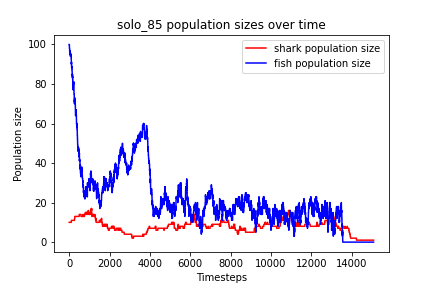 solo_85 population sizes over time
shark population size
fish population size
Population size
100
80
60
40
20
0
0 2000 4000 6000 8000 10000 12000 14000
Timesteps